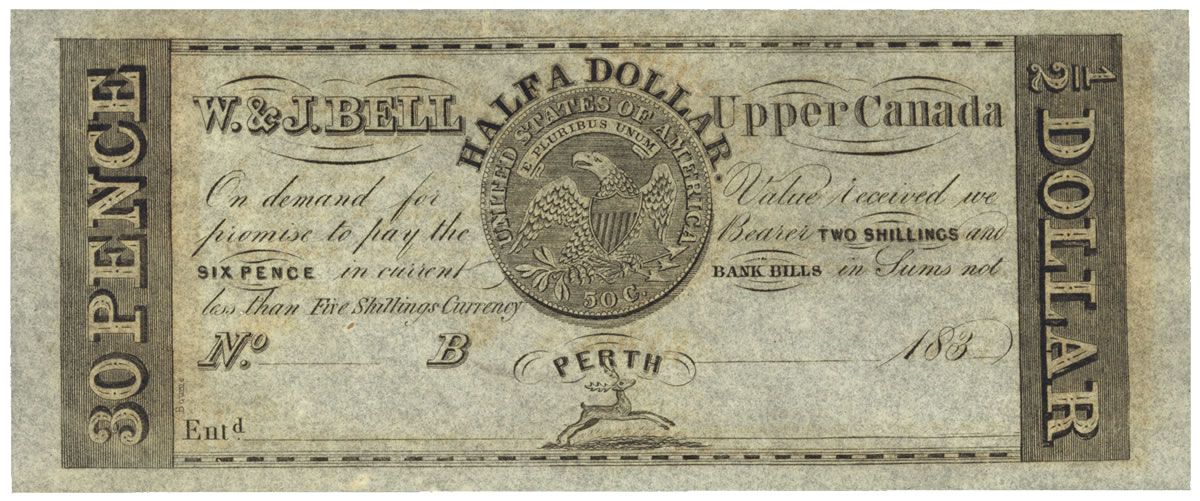 30 PENCE
W. & J. BELL
HALF A DOLLAR.
Upper Canada
UNITED STATES OF AMERICA
E PLURIBUS UNUM
50 C.
On demand for Value received we
promise to pay the Bearer TWO SHILLINGS and
SIX PENCE in current BANK BILLS in Sums not
less than Five Shillings Currency
No. B PERTH 183
Entd.
1/2 DOLLAR